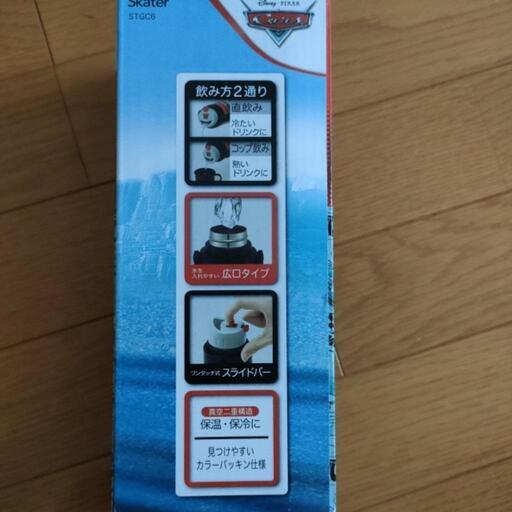 Skater
STGC6
Disney · PIXAR
Cars
飲み方2通り
直飲み
冷たい
ドリンクに
コップ飲み
熱い
ドリンクに
氷を
入れやすい 広口タイプ
ワンタッチ式 スライドバー
真空二重構造
保温・保冷に
見つけやすい
カラーパッキン仕様